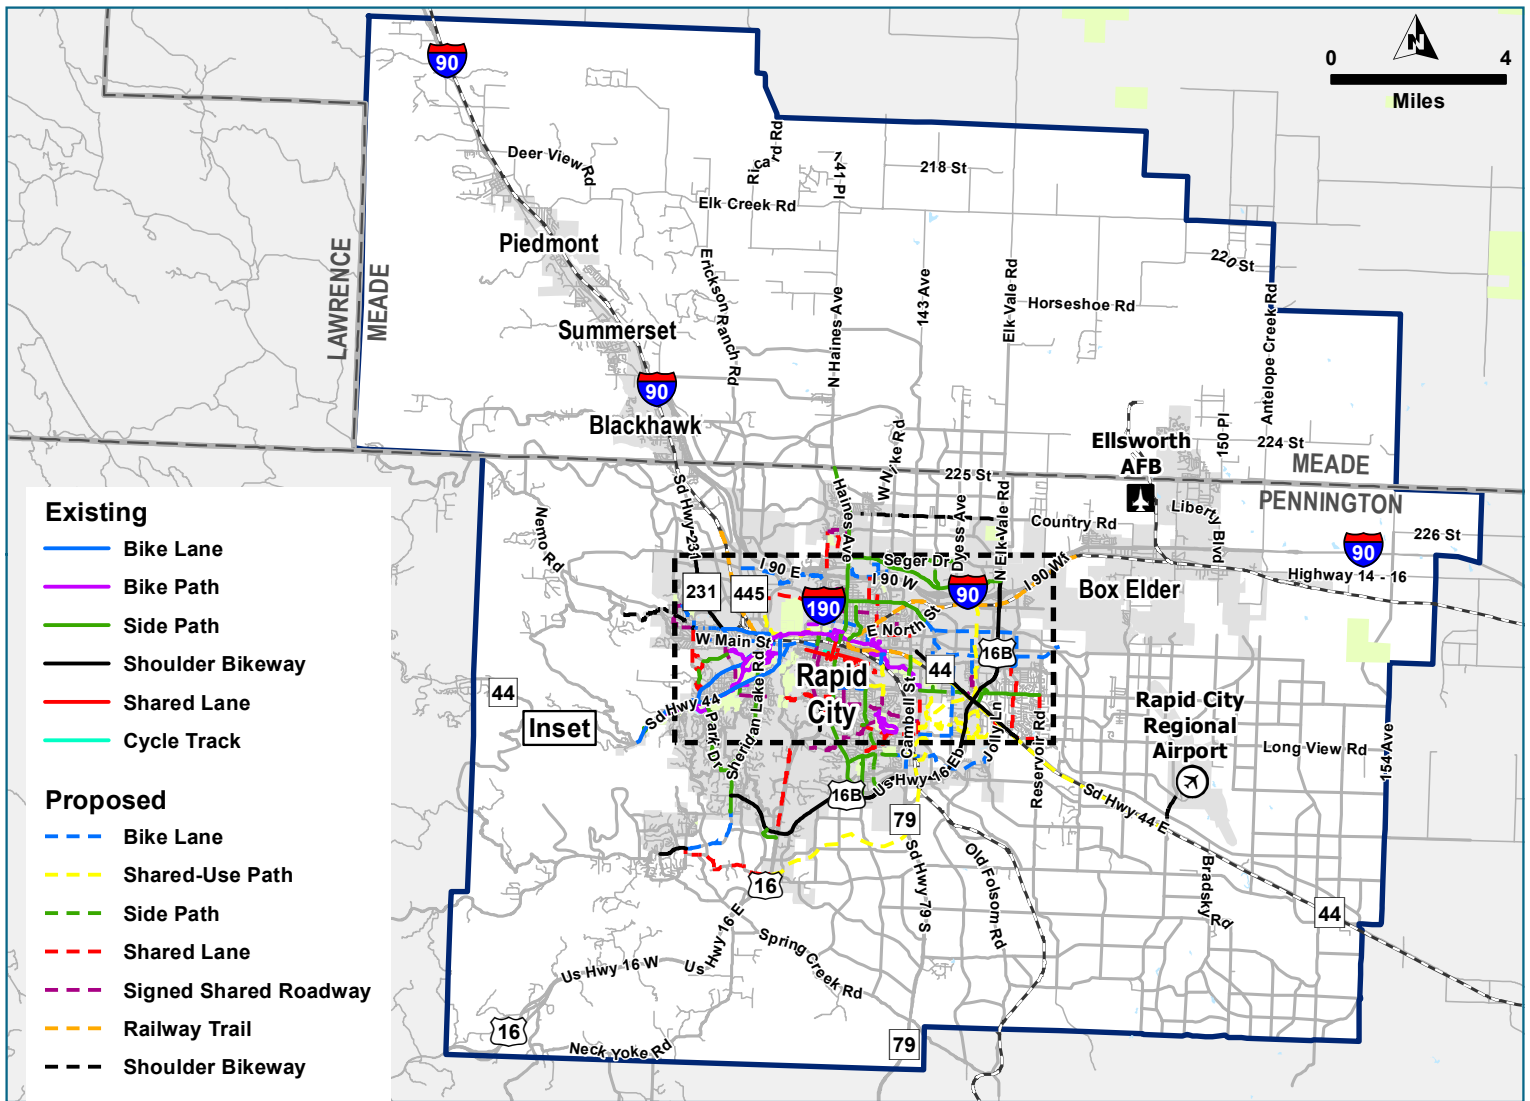 90
N
0 4
Miles
Deer View Rd
Ricard Rd
741 Pl
218 St
Elk Creek Rd
Piedmont
LAWRENCE
MEADE
Erickson Ranch Rd
N Haines Ave
143 Ave
Elk Vale Rd
220 St
Horseshoe Rd
Antelope Creek Rd
Summerset
90
Blackhawk
W Nike Rd
Ellsworth
AFB
150 Pl
224 St
MEADE
225 St
PENNINGTON
Sd Hwy 231
Haines Ave
Dyess Ave
N Elk Vale Rd
Country Rd
Liberty Blvd
226 St
90
Highway 14 - 16
Nemo Rd
Seger Dr
I 90 E
I 90 W
I 90 W
231
445
190
90
Box Elder
E North St
W Main St
16B
44
Rapid
City
44
Sd Hwy 44
Inset
Park Dr
Sheridan Lake Rd
Cambell St
Jolly Ln
Reservoir Rd
Rapid City
Regional
Airport
Long View Rd
154 Ave
Us Hwy 16 Eb
16B
79
Sd Hwy 44 E
Sd Hwy 79 S
Old Folsom Rd
Bradsky Rd
16
44
Us Hwy 16 E
Us Hwy 16 W
Spring Creek Rd
16
Neck Yoke Rd
79
Existing
Bike Lane
Bike Path
Side Path
Shoulder Bikeway
Shared Lane
Cycle Track
Proposed
Bike Lane
Shared-Use Path
Side Path
Shared Lane
Signed Shared Roadway
Railway Trail
Shoulder Bikeway